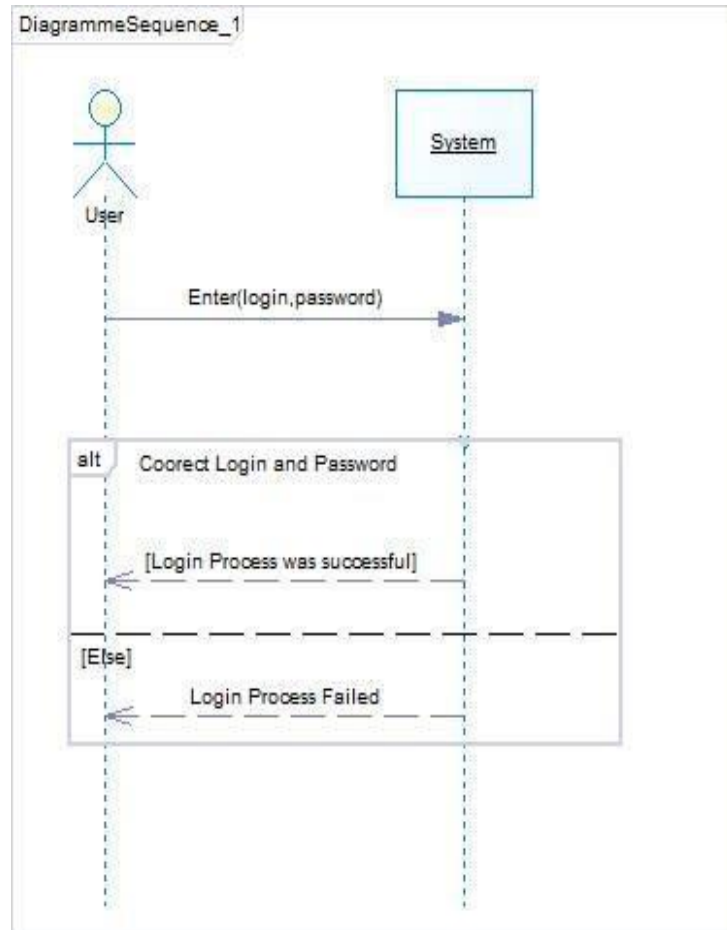 DiagrammeSequence_1
System
User
Enter(login,password)
alt
Coorect Login and Password
[Login Process was successful]
[Else]
Login Process Failed